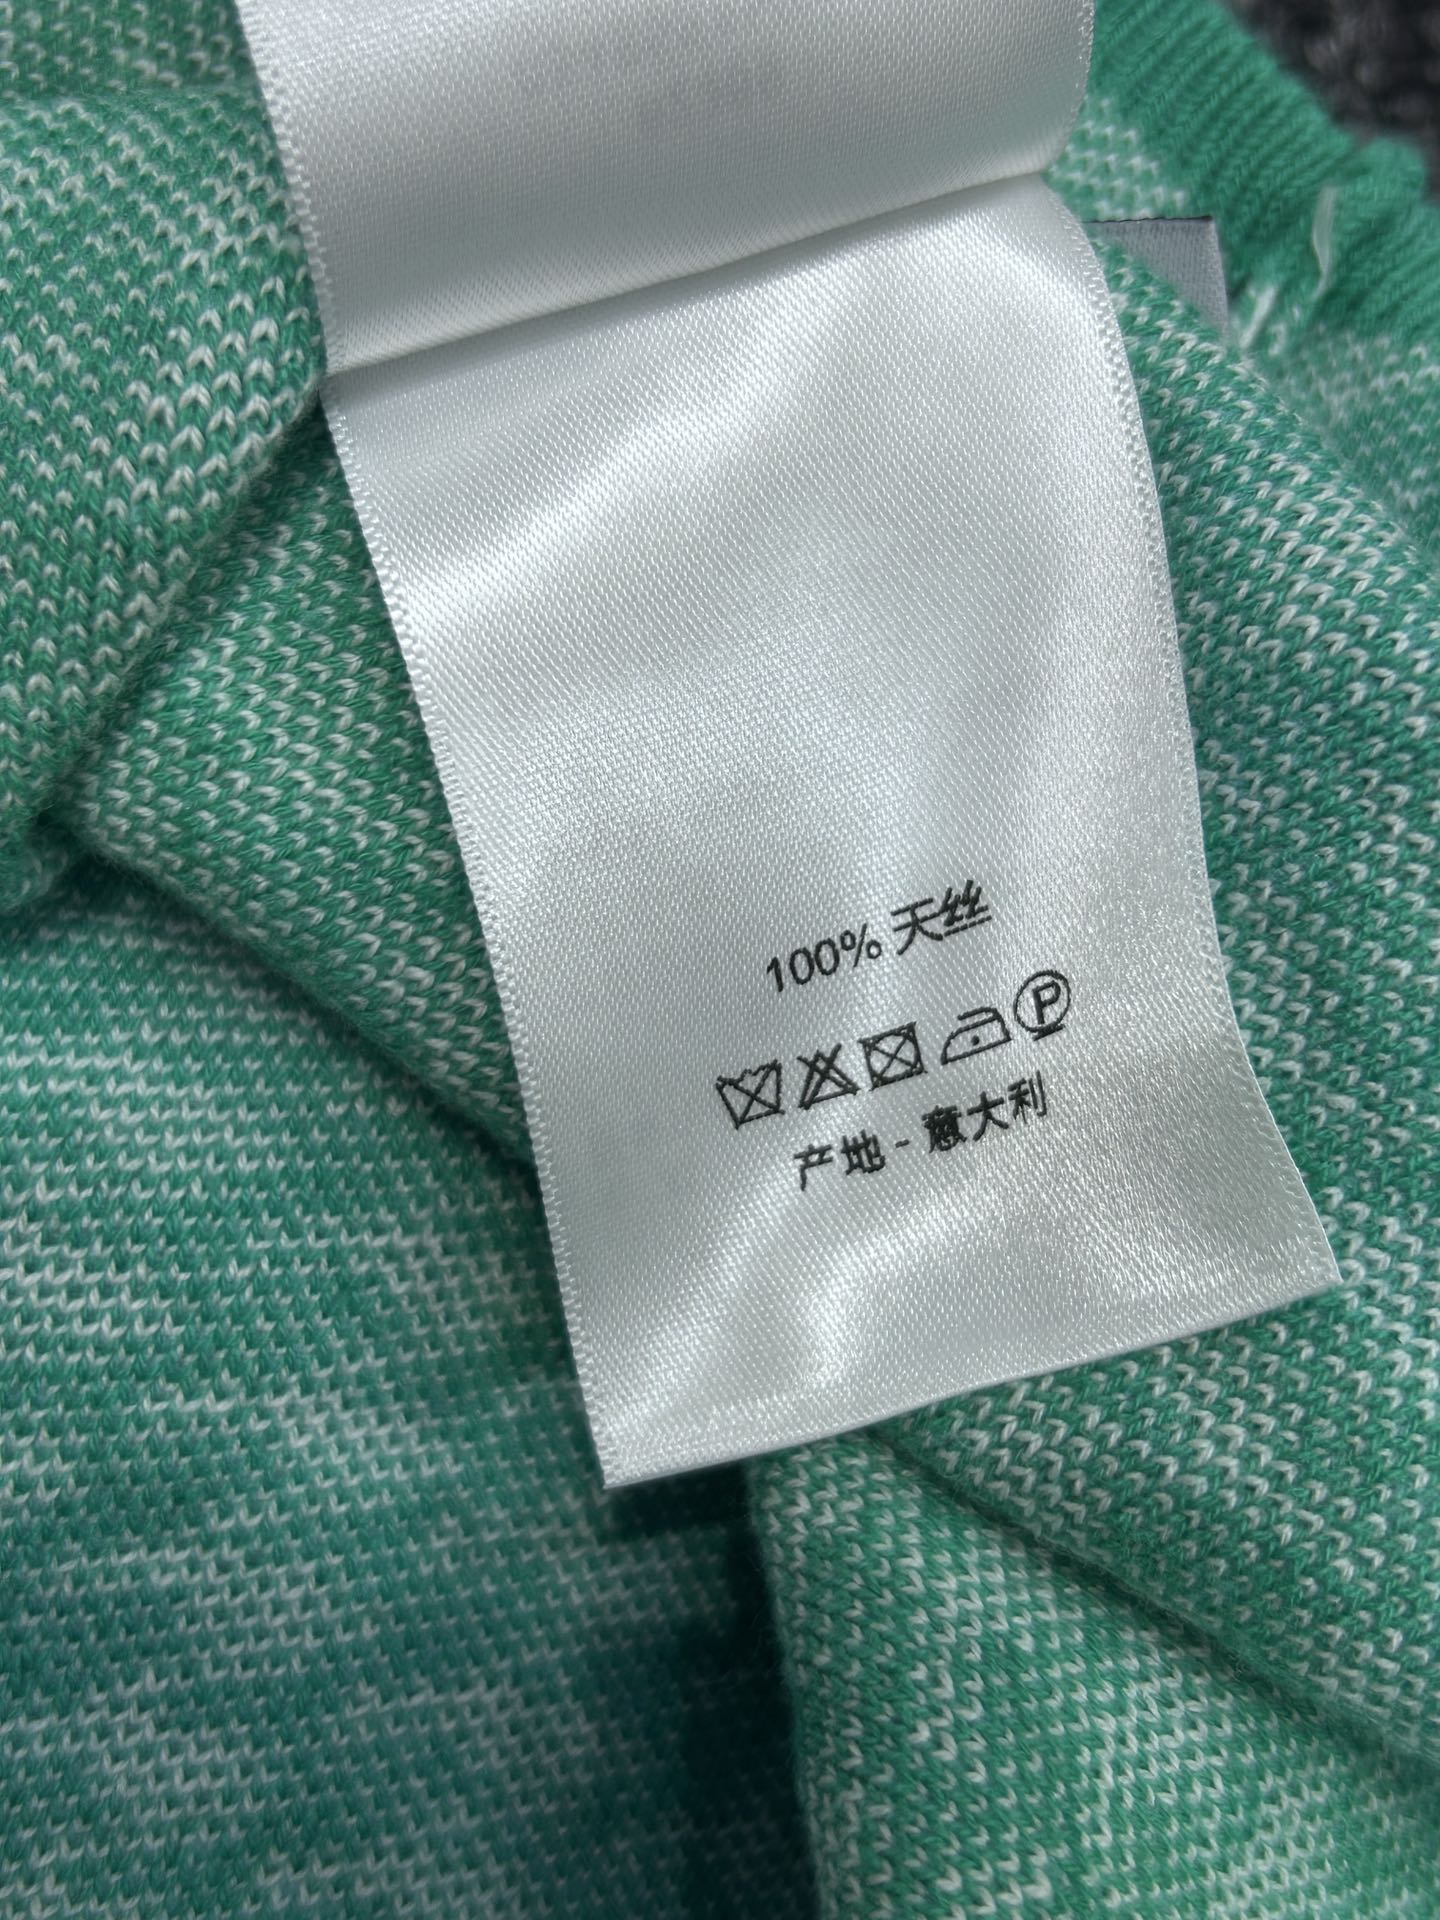 100% 天丝
P
产地 - 意大利